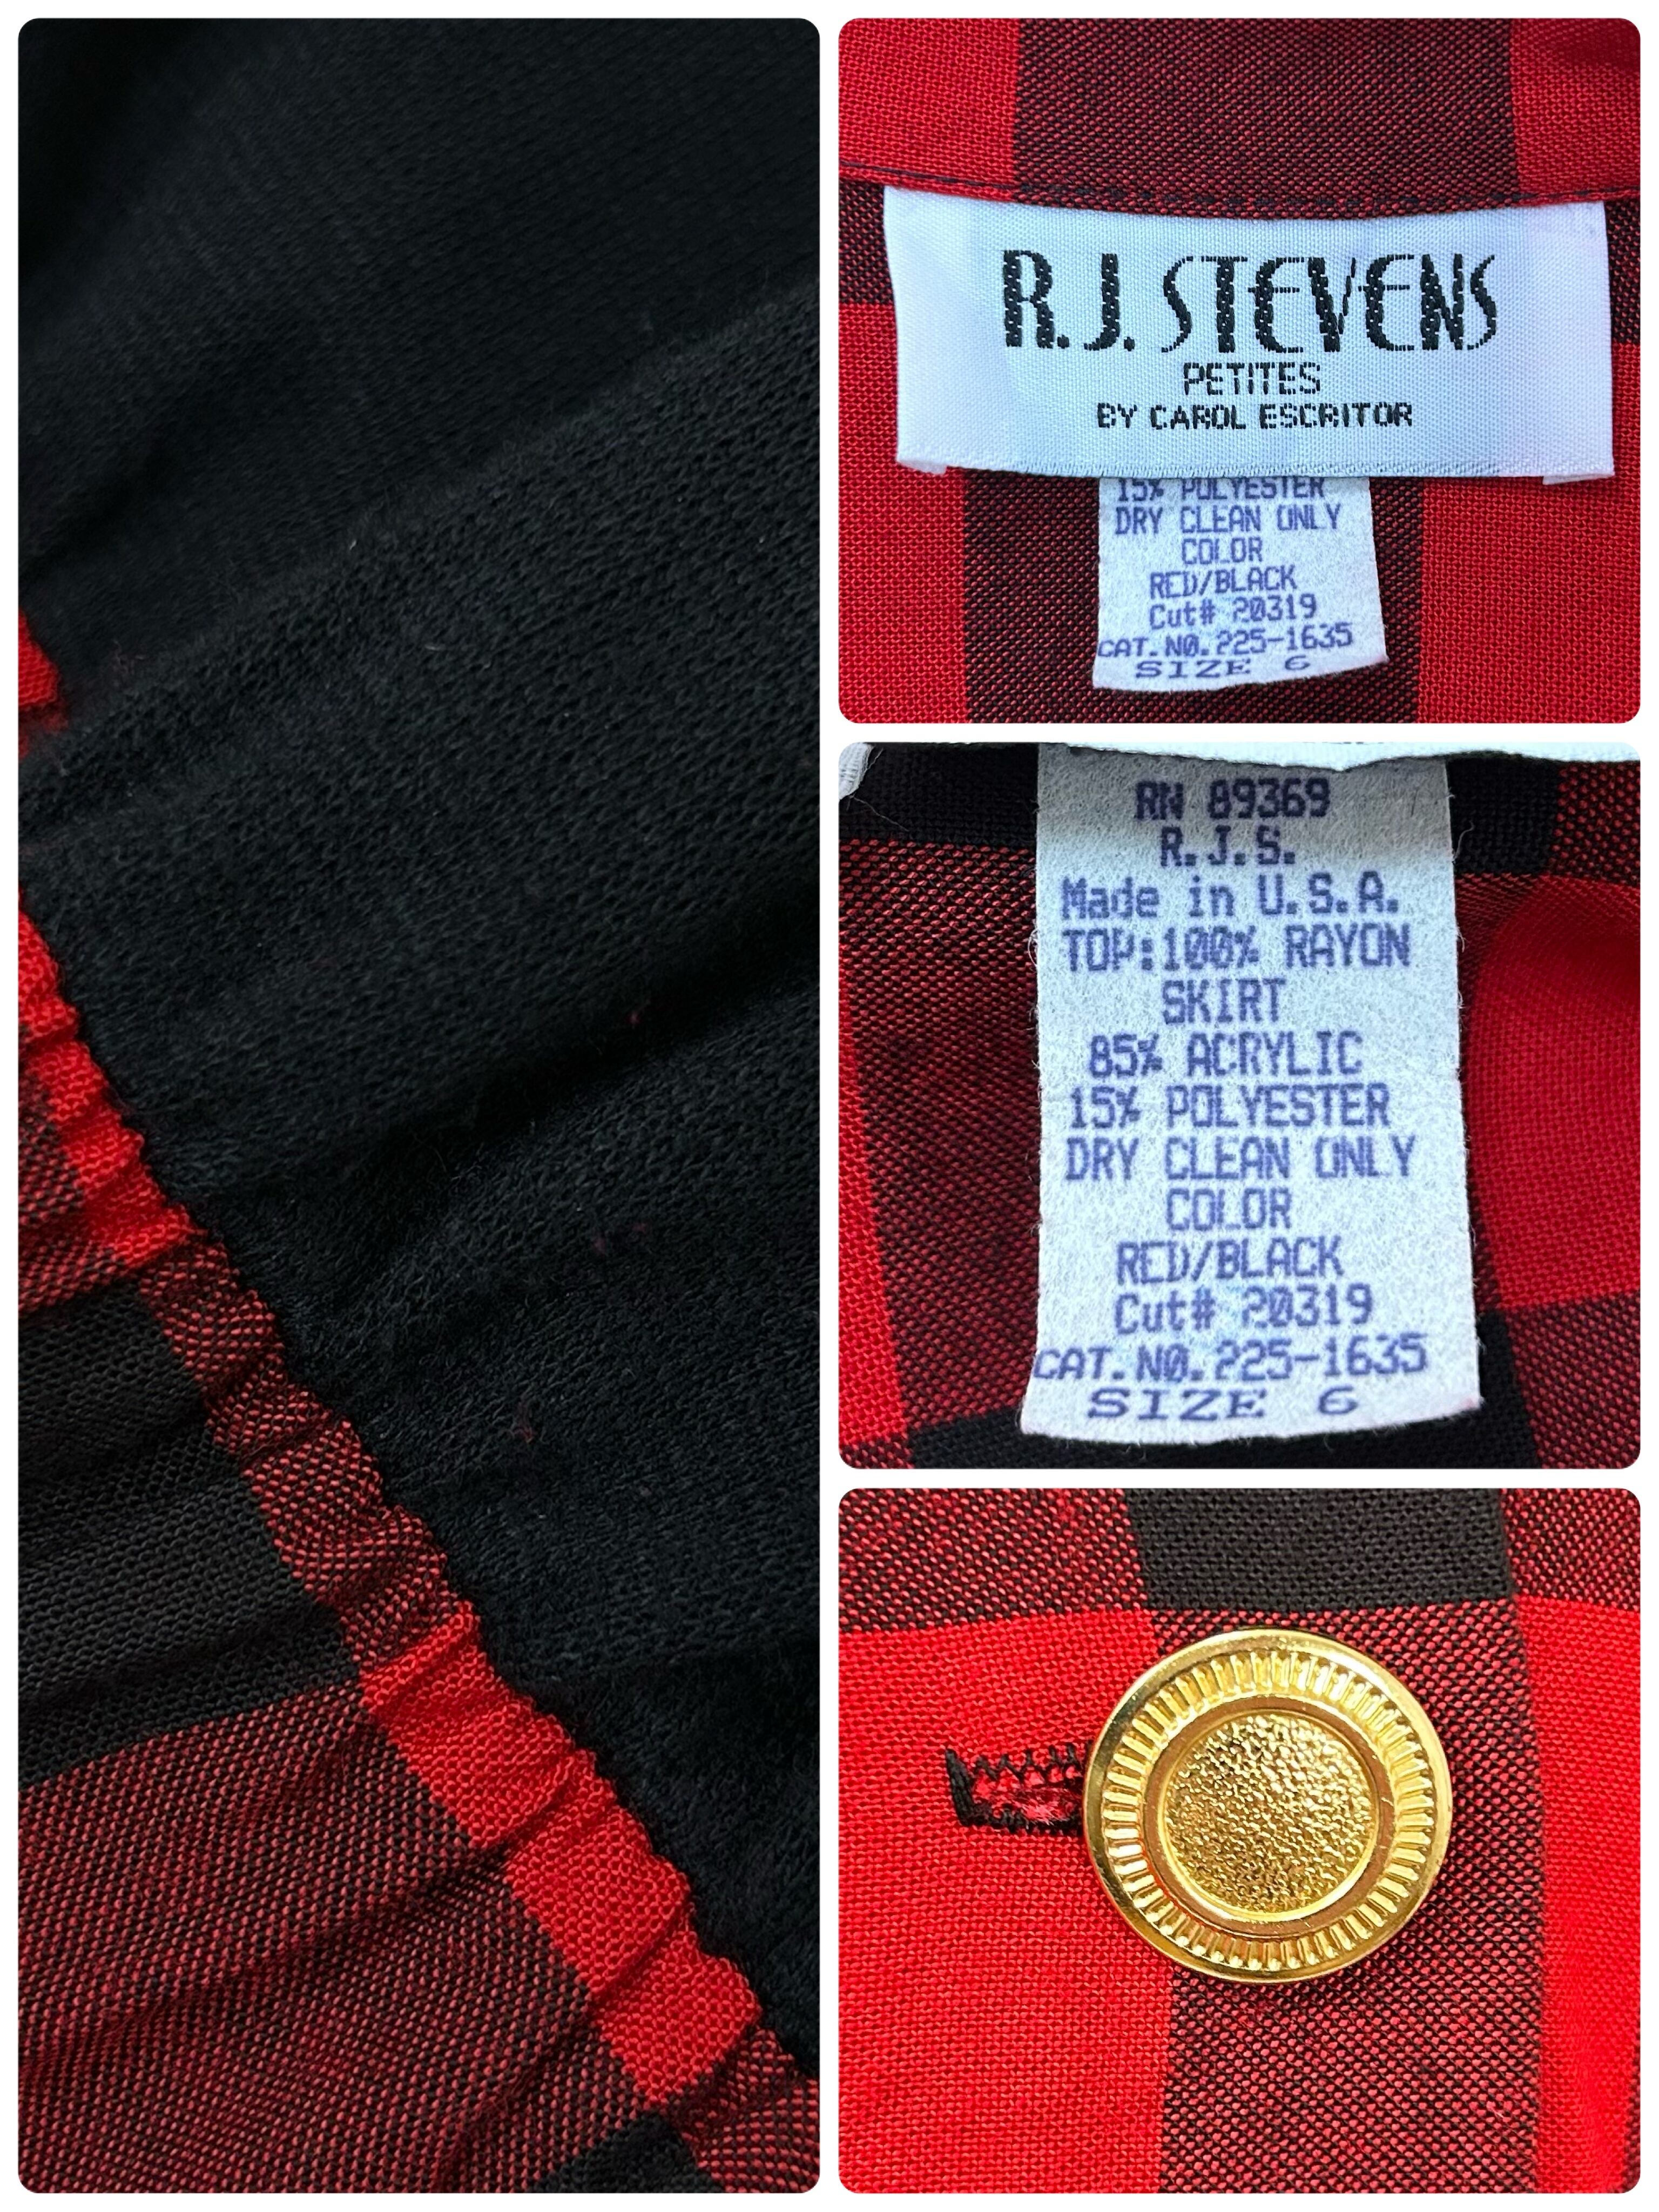 R.J. STEVENS
PETITES
BY CAROL ESCRITOR
15% POLYESTER
DRY CLEAN ONLY
COLOR
RED/BLACK
Cut# 20319
CAT.NO.225-1635
SIZE 6
RN 89369
R.J.S.
Made in U.S.A.
TOP:100% RAYON
SKIRT
85% ACRYLIC
15% POLYESTER
DRY CLEAN ONLY
COLOR
RED/BLACK
Cut# 20319
CAT.NO.225-1635
SIZE 6